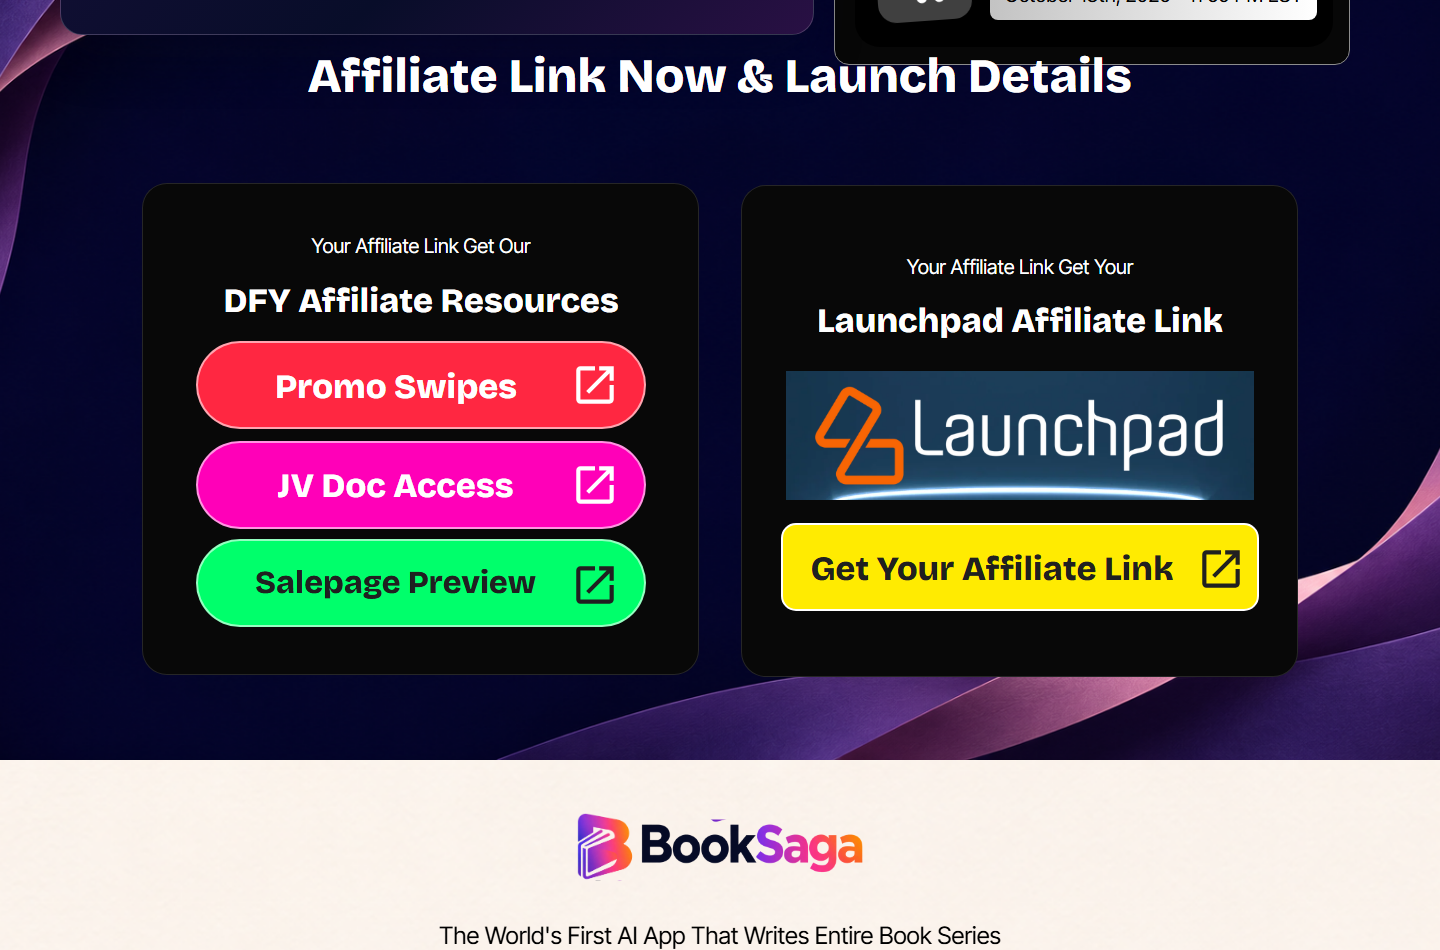 Affiliate Link Now & Launch Details
Your Affiliate Link Get Our
DFY Affiliate Resources
Promo Swipes
JV Doc Access
Salepage Preview
Your Affiliate Link Get Your
Launchpad Affiliate Link
Launchpad
Get Your Affiliate Link
BookSaga
The World's First AI App That Writes Entire Book Series